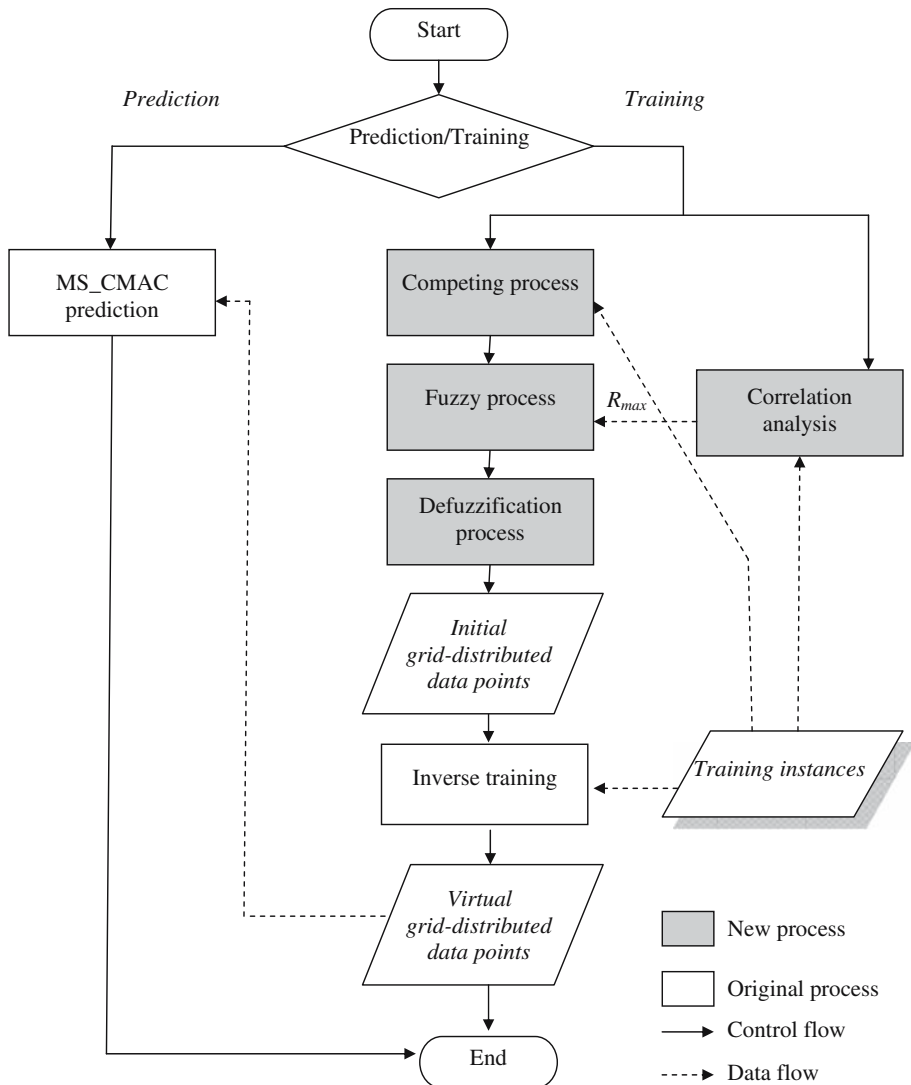 Start
Prediction
Training
Prediction/Training
MS_CMAC
prediction
Competing process
Fuzzy process
R_max
Correlation
analysis
Defuzzification
process
Initial
grid-distributed
data points
Inverse training
Training instances
Virtual
grid-distributed
data points
New process
Original process
Control flow
End
Data flow